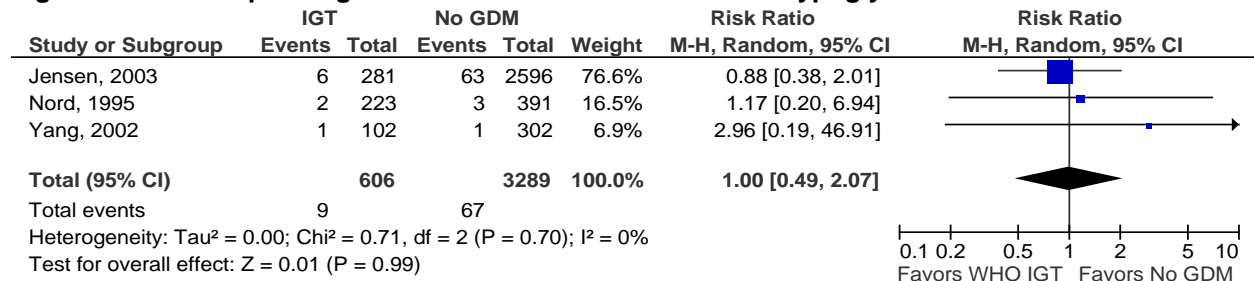 IGT No GDM Risk Ratio Risk Ratio
Study or Subgroup Events Total Events Total Weight M-H, Random, 95% CI M-H, Random, 95% CI
Jensen, 2003 6 281 63 2596 76.6% 0.88 [0.38, 2.01]
Nord, 1995 2 223 3 391 16.5% 1.17 [0.20, 6.94]
Yang, 2002 1 102 1 302 6.9% 2.96 [0.19, 46.91]
Total (95% CI) 606 3289 100.0% 1.00 [0.49, 2.07]
Total events 9 67
Heterogeneity: Tau² = 0.00; Chi² = 0.71, df = 2 (P = 0.70); I² = 0%
Test for overall effect: Z = 0.01 (P = 0.99)
0.1 0.2 0.5 1 2 5 10
Favors WHO IGT Favors No GDM